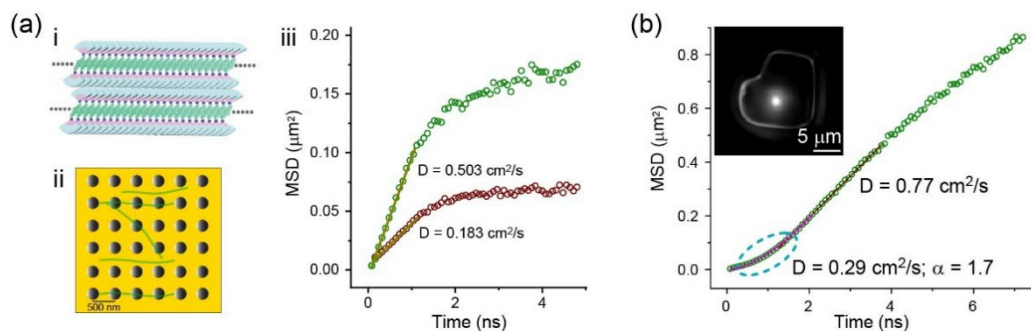 (a)
i
ii
500 nm
iii
MSD (µm²)
0.20
0.15
0.10
0.05
0.00
D = 0.503 cm²/s
D = 0.183 cm²/s
0
2
4
Time (ns)
(b)
MSD (µm²)
0.8
0.6
0.4
0.2
0.0
5 µm
D = 0.77 cm²/s
D = 0.29 cm²/s; α = 1.7
0
2
4
6
Time (ns)